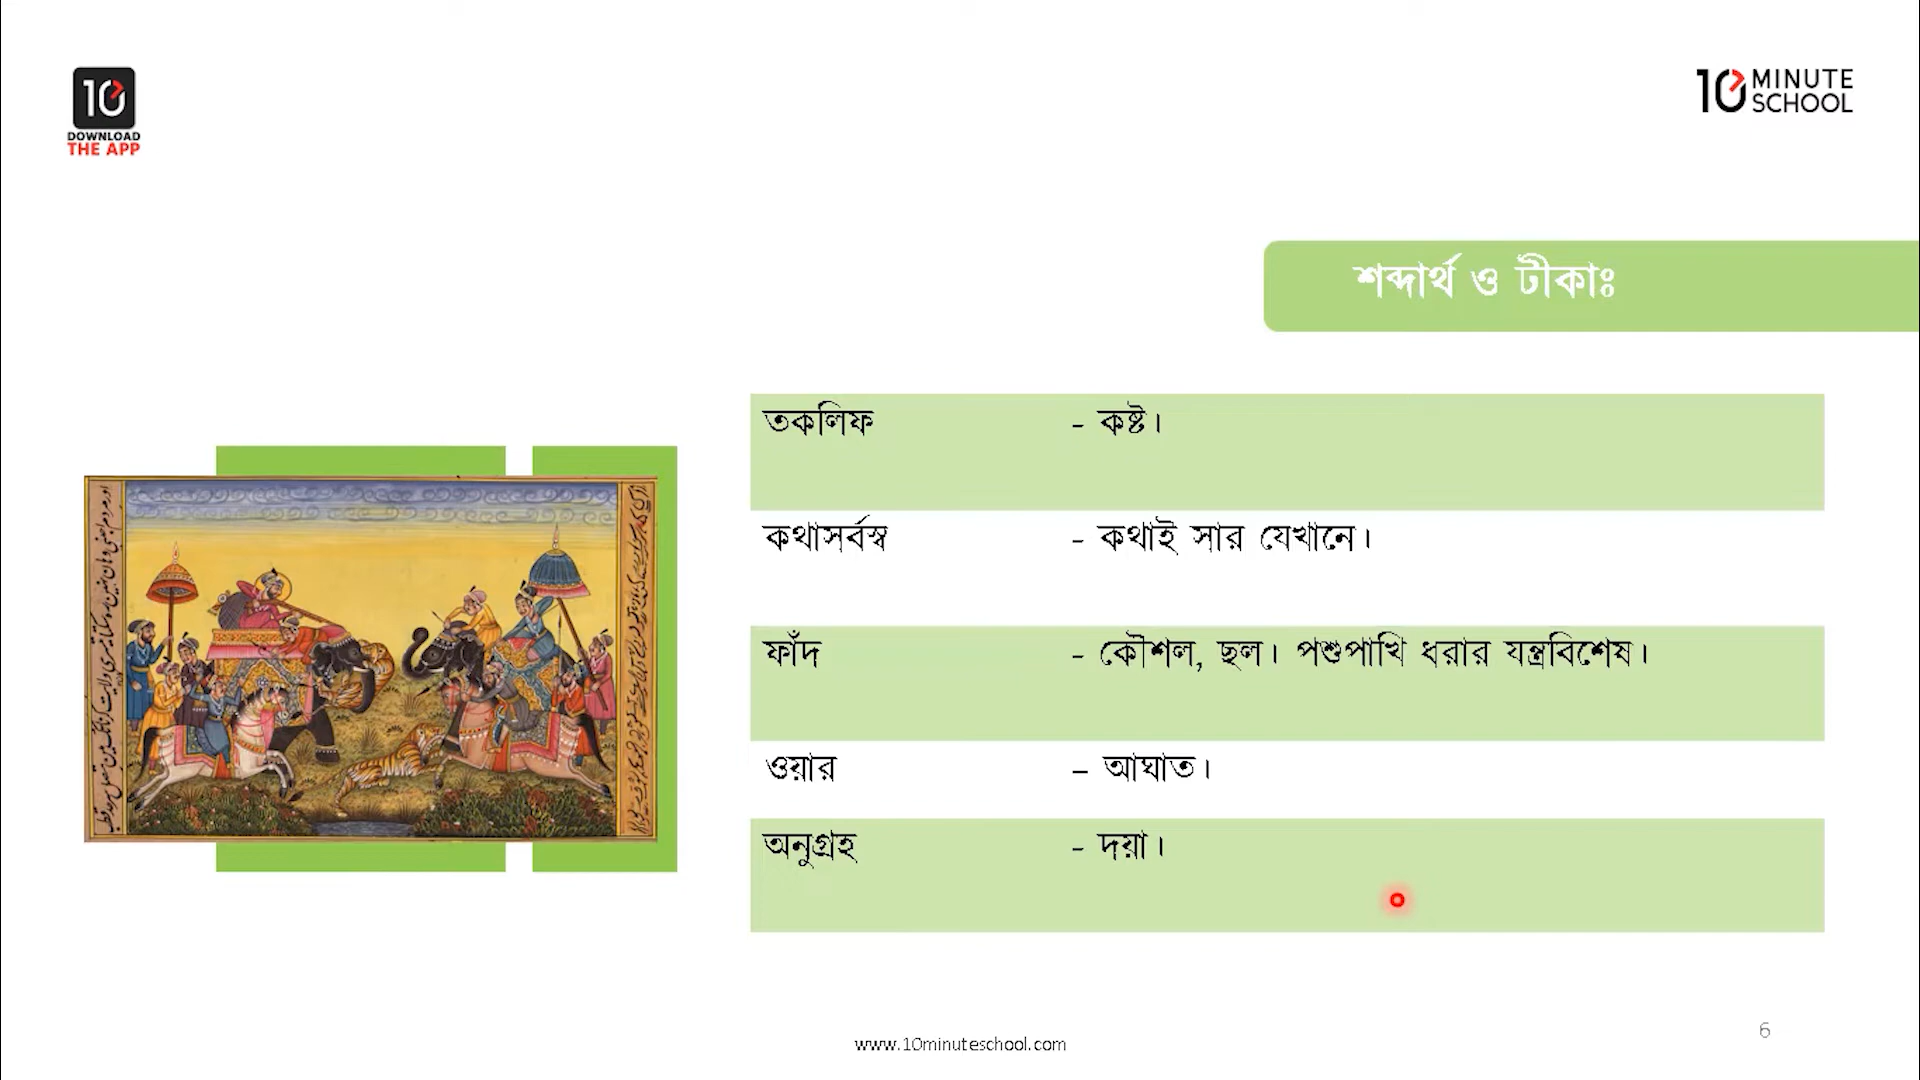 10
DOWNLOAD
THE APP
10 MINUTE
SCHOOL
শব্দার্থ ও টীকাঃ
তকলিফ - কষ্ট।
কথাসর্বস্ব - কথাই সার যেখানে।
ফাঁদ - কৌশল, ছল। পশুপাখি ধরার যন্ত্রবিশেষ।
ওয়ার – আঘাত।
অনুগ্রহ - দয়া।
www.10minuteschool.com
6